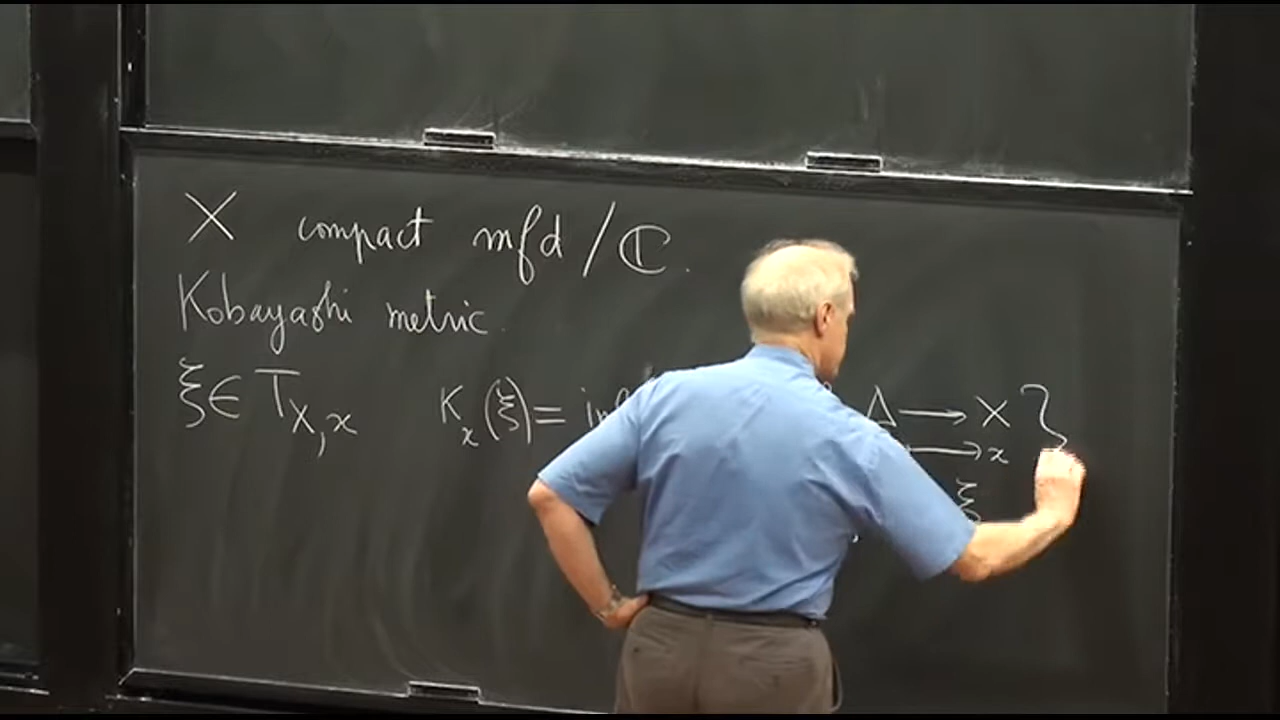 X compact mfd / ℂ.
Kobayashi metric.
ξ ∈ T_{X,x} K_x(ξ) = inf Δ ⟶ X }
⟶ x
ξ